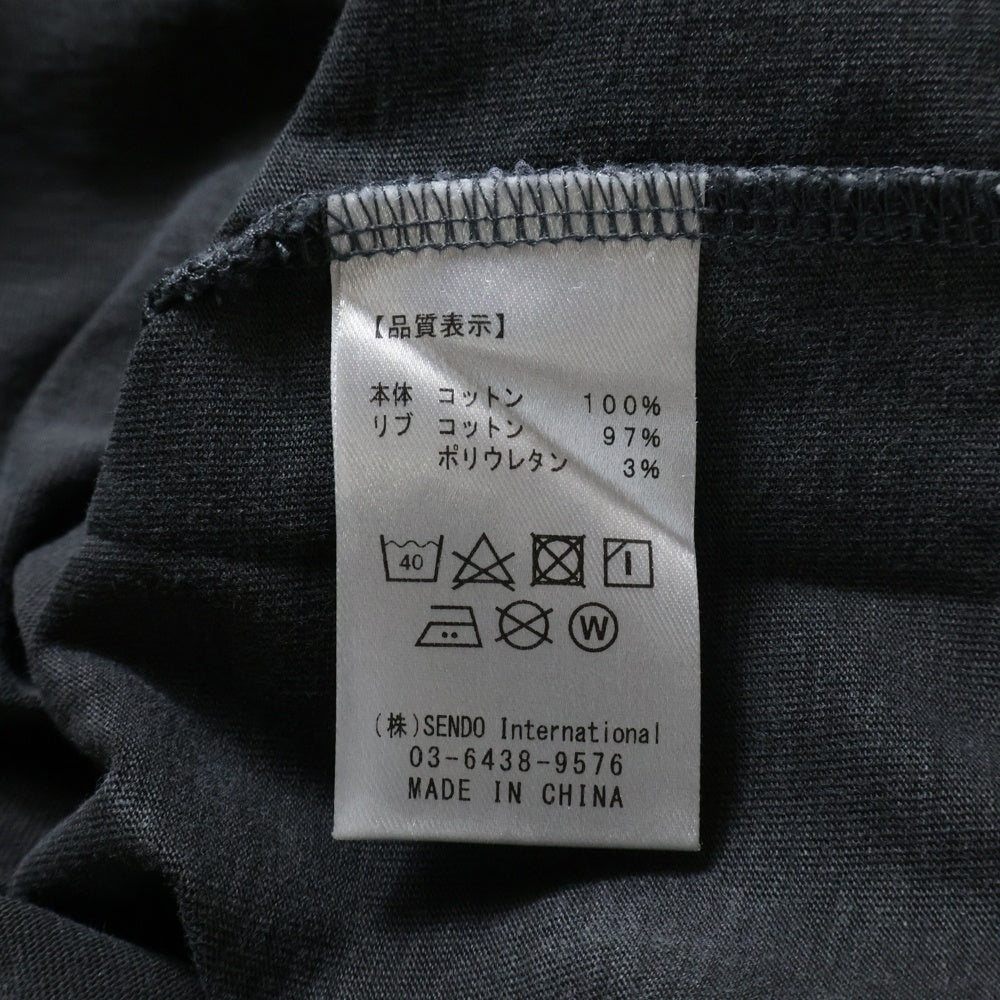 【品質表示】
本体 コットン 100%
リブ コットン 97%
ポリウレタン 3%
40
W
(株)SENDO International
03-6438-9576
MADE IN CHINA